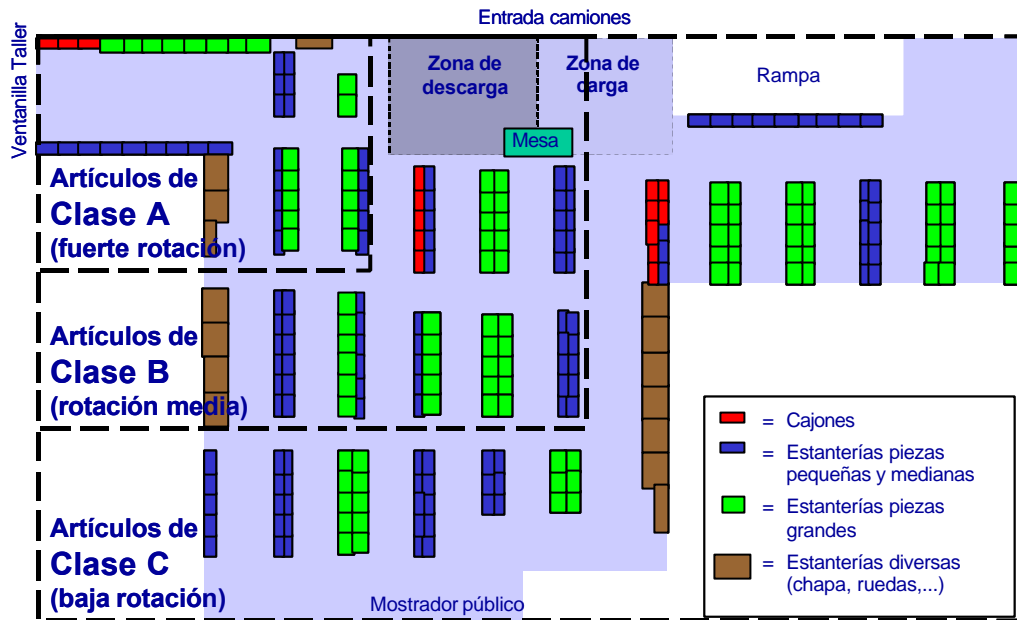 Entrada camiones
Ventanilla Taller
Zona de
descarga
Zona de
carga
Rampa
Mesa
Artículos de
Clase A
(fuerte rotación)
Artículos de
Clase B
(rotación media)
Artículos de
Clase C
(baja rotación)
Mostrador público
= Cajones
= Estanterías piezas
pequeñas y medianas
= Estanterías piezas
grandes
= Estanterías diversas
(chapa, ruedas,...)